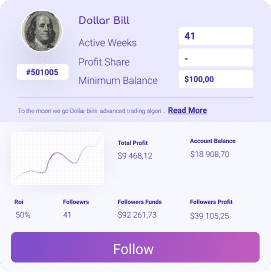 Dollar Bill
Active Weeks 41
Profit Share -
#501005
Minimum Balance $100,00
To the moon we go Dollar bills advanced trading algori... Read More
Total Profit
$9 468,12
Account Balance
$18 908,70
Roi
50%
Folloewrs
41
Followers Funds
$92 261,73
Followers Profit
$39 105,25
Follow